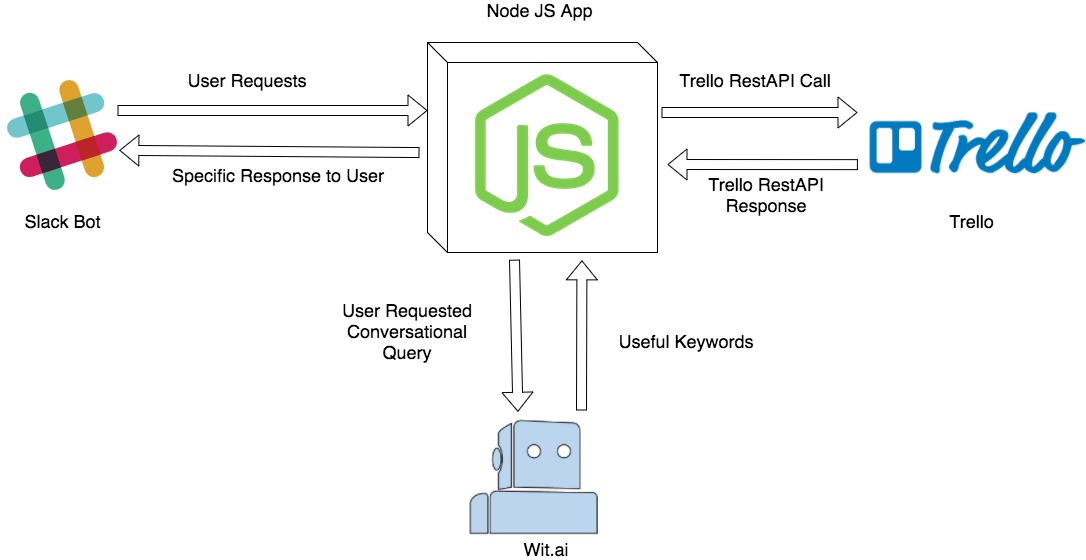 Node JS App
User Requests
Trello RestAPI Call
JS
Trello
Specific Response to User
Trello RestAPI
Response
Slack Bot
Trello
User Requested
Conversational
Query
Useful Keywords
Wit.ai